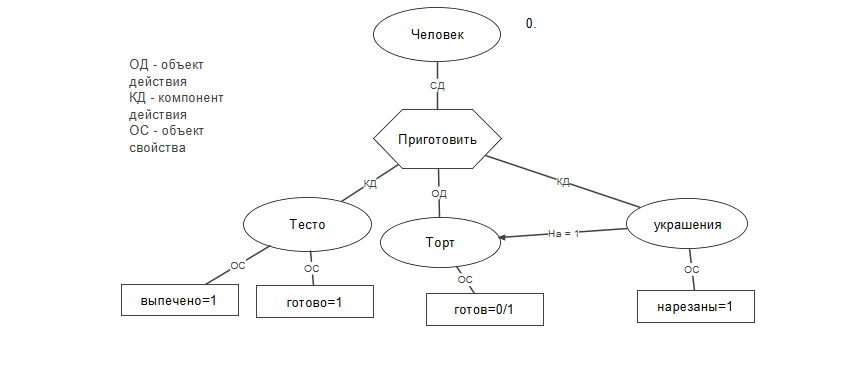 Человек
0.
ОД - объект
действия
КД - компонент
действия
ОС - объект
свойства
СД
Приготовить
КД
ОД
КД
Тесто
Торт
На = 1
украшения
ОС
ОС
ОС
ОС
выпечено=1
готово=1
готов=0/1
нарезаны=1